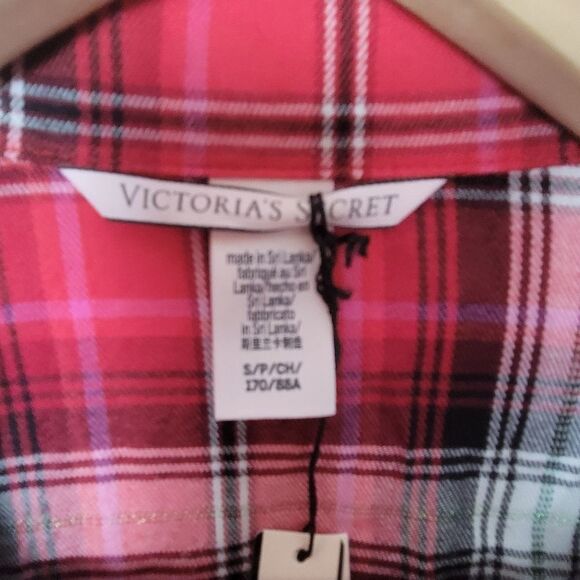 VICTORIA'S SECRET
made in Sri Lanka/
fabriqué au Sri
Lanka/hecho en
Sri Lanka/
fabbricato
in Sri Lanka/
斯里兰卡制造
S/P/CH/
170/88A